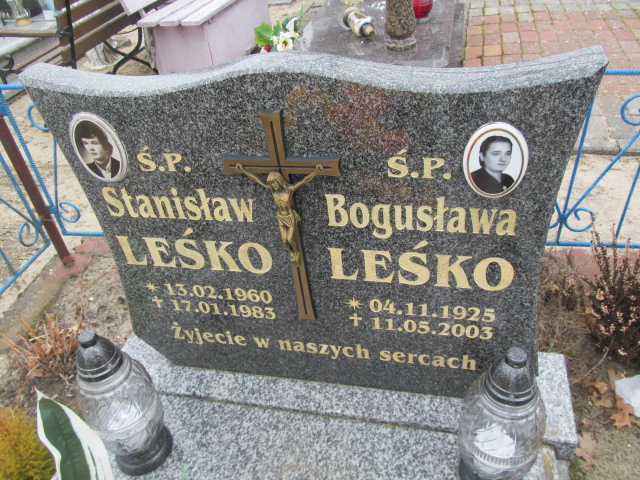 Ś.P.
Stanisław
LEŚKO
* 13.02.1960
† 17.01.1983
Ś.P.
Bogusława
LEŚKO
* 04.11.1925
† 11.05.2003
Żyjecie w naszych sercach